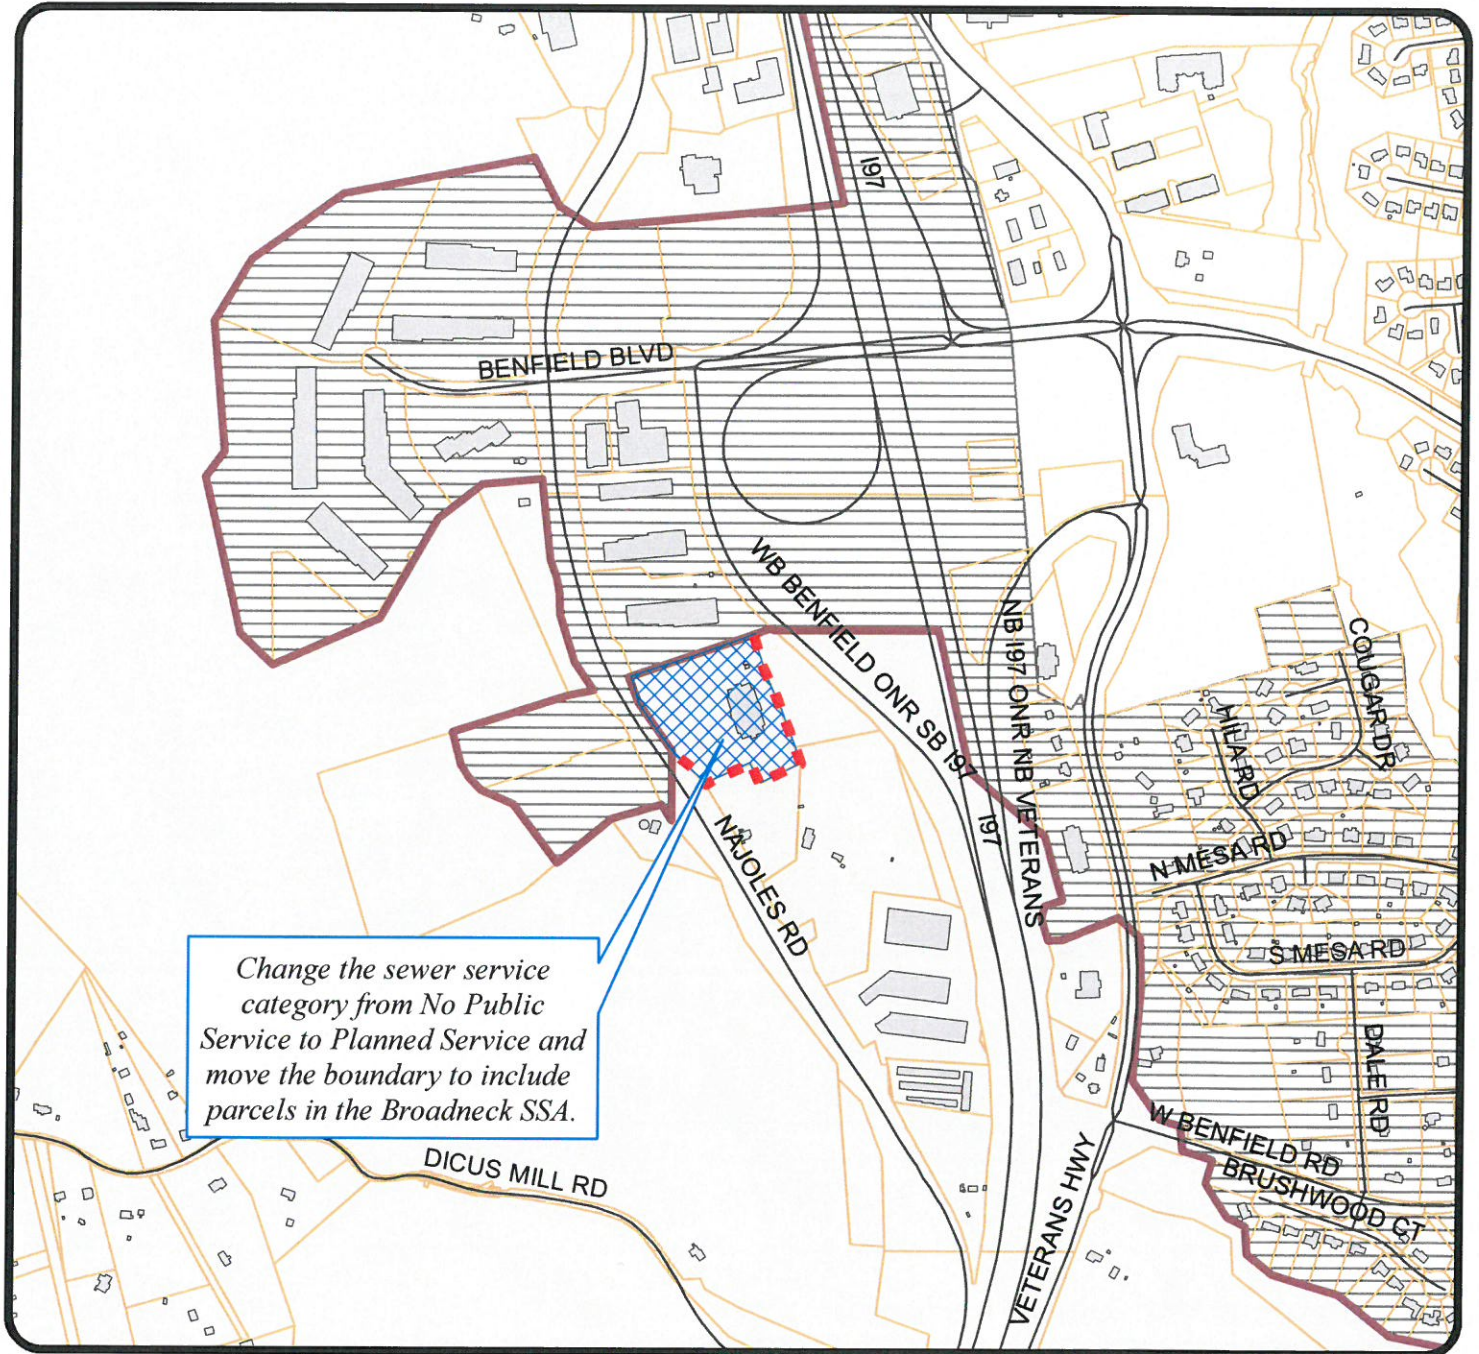 I97
BENFIELD BLVD
WB BENFIELD ONR SB I97
NB I97 ONR NB VETERANS
COUGAR DR
HILA RD
I97
N MESA RD
NAJOLES RD
S MESA RD
Change the sewer service
category from No Public
Service to Planned Service and
move the boundary to include
parcels in the Broadneck SSA.
DALE RD
W BENFIELD RD
BRUSHWOOD CT
DICUS MILL RD
VETERANS HWY